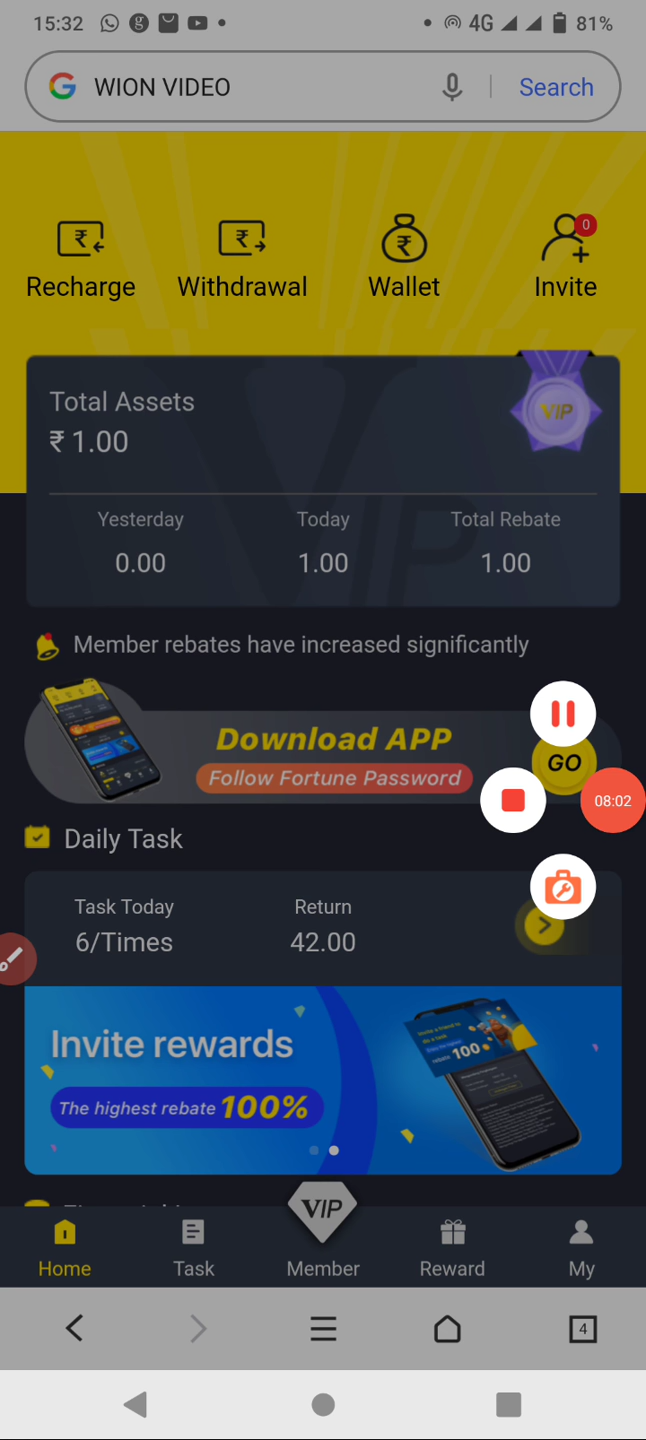 15:32 4G 81%
WION VIDEO Search
0
Recharge Withdrawal Wallet Invite
Total Assets
₹ 1.00
VIP
Yesterday Today Total Rebate
0.00 1.00 1.00
Member rebates have increased significantly
Download APP
GO
Follow Fortune Password
08:02
Daily Task
Task Today Return
6/Times 42.00
Invite rewards
The highest rebate 100%
VIP
Home Task Member Reward My
4